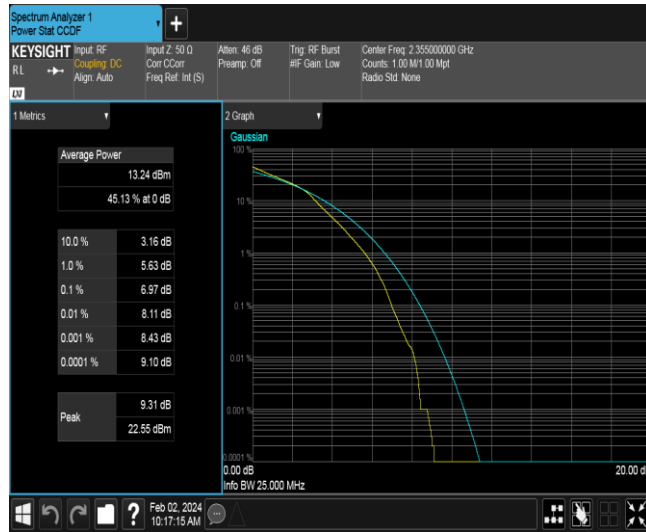 Spectrum Analyzer 1
Power Stat CCDF
KEYSIGHT
RL
LXI
Input: RF
Coupling: DC
Align: Auto
Input Z: 50 Ω
Corr CCorr
Freq Ref: Int (S)
Atten: 46 dB
Preamp: Off
Trig: RF Burst
#IF Gain: Low
Center Freq: 2.355000000 GHz
Counts: 1.00 M/1.00 Mpt
Radio Std: None
1 Metrics
Average Power
13.24 dBm
45.13 % at 0 dB
10.0 % 3.16 dB
1.0 % 5.63 dB
0.1 % 6.97 dB
0.01 % 8.11 dB
0.001 % 8.43 dB
0.0001 % 9.10 dB
Peak
9.31 dB
22.55 dBm
2 Graph
Gaussian
100 %
10 %
1 %
0.1 %
0.01 %
0.001 %
0.0001 %
0.00 dB
20.00 d
Info BW 25.000 MHz
Feb 02, 2024
10:17:15 AM